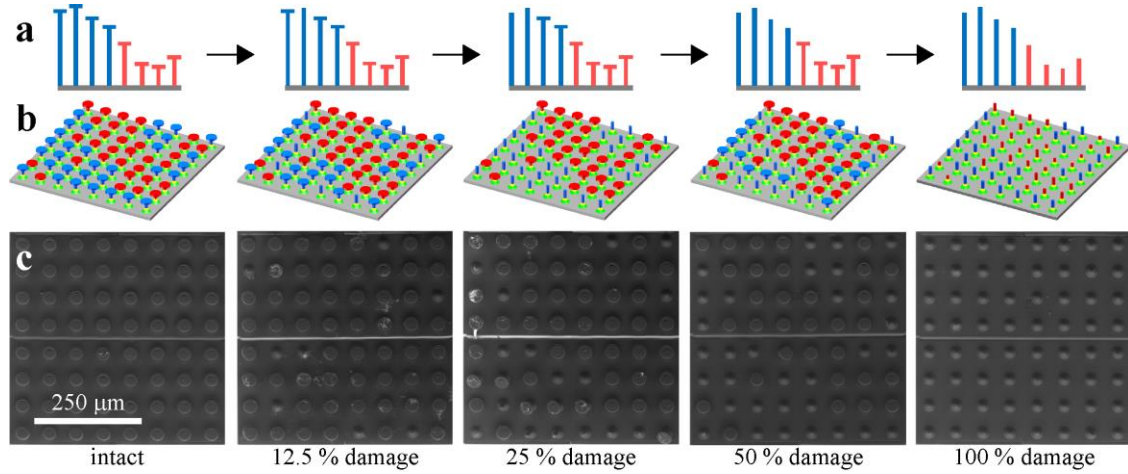 a
b
c
250 μm
intact
12.5 % damage
25 % damage
50 % damage
100 % damage